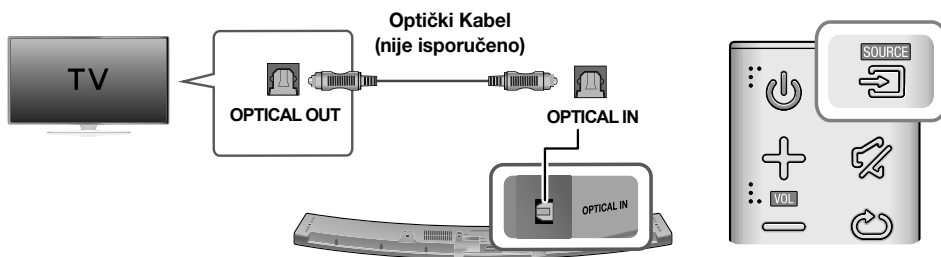 Optički Kabel
(nije isporučeno)
TV
OPTICAL OUT
OPTICAL IN
OPTICAL IN
SOURCE
VOL